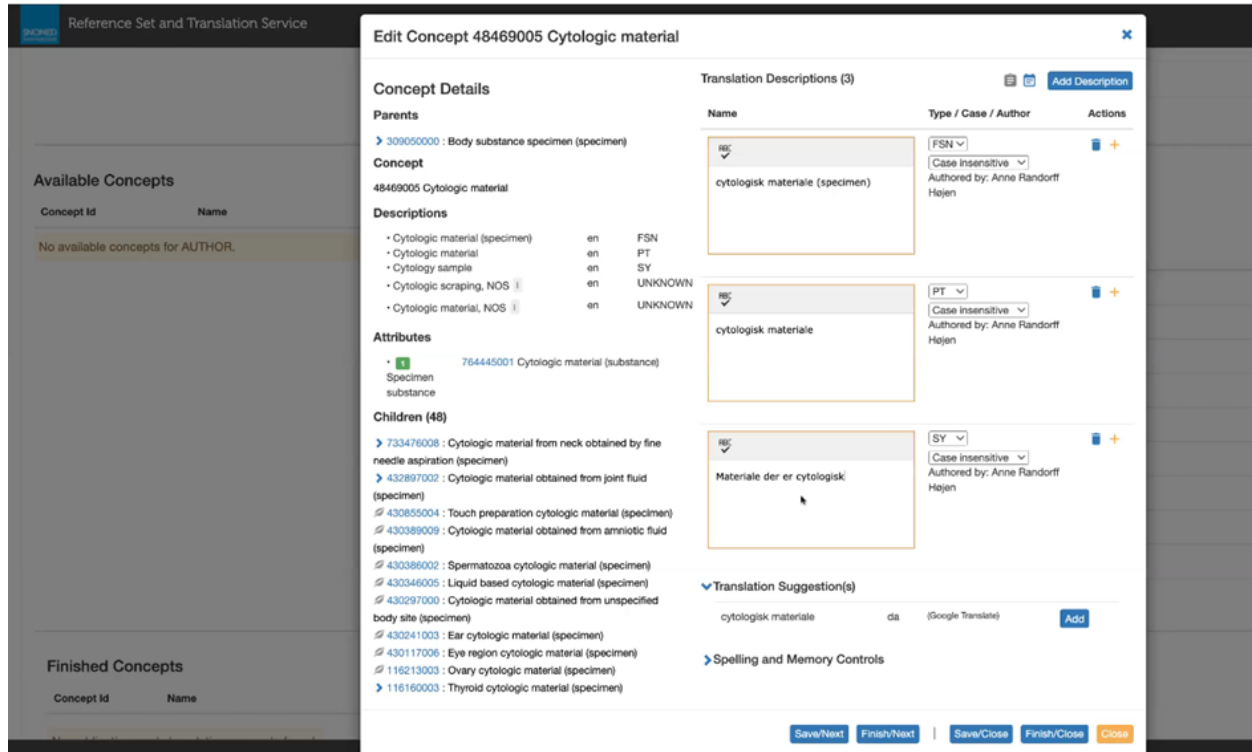 SNOMED
Reference Set and Translation Service
Available Concepts
Concept Id Name
No available concepts for AUTHOR.
Finished Concepts
Concept Id Name
Edit Concept 48469005 Cytologic material
Concept Details
Parents
309050000 : Body substance specimen (specimen)
Concept
48469005 Cytologic material
Descriptions
• Cytologic material (specimen) en FSN
• Cytologic material en PT
• Cytology sample en SY
• Cytologic scraping, NOS I en UNKNOWN
• Cytologic material, NOS I en UNKNOWN
Attributes
• 1 764445001 Cytologic material (substance)
Specimen
substance
Children (48)
733476008 : Cytologic material from neck obtained by fine
needle aspiration (specimen)
432897002 : Cytologic material obtained from joint fluid
(specimen)
430855004 : Touch preparation cytologic material (specimen)
430389009 : Cytologic material obtained from amniotic fluid
(specimen)
430386002 : Spermatozoa cytologic material (specimen)
430346005 : Liquid based cytologic material (specimen)
430297000 : Cytologic material obtained from unspecified
body site (specimen)
430241003 : Ear cytologic material (specimen)
430117006 : Eye region cytologic material (specimen)
116213003 : Ovary cytologic material (specimen)
116160003 : Thyroid cytologic material (specimen)
Translation Descriptions (3) Add Description
Name Type / Case / Author Actions
ABC
cytologisk materiale (specimen)
FSN
Case insensitive
Authored by: Anne Randorff
Højen
ABC
cytologisk materiale
PT
Case insensitive
Authored by: Anne Randorff
Højen
ABC
Materiale der er cytologisk
SY
Case insensitive
Authored by: Anne Randorff
Højen
Translation Suggestion(s)
cytologisk materiale da (Google Translate) Add
Spelling and Memory Controls
Save/Next Finish/Next | Save/Close Finish/Close Close